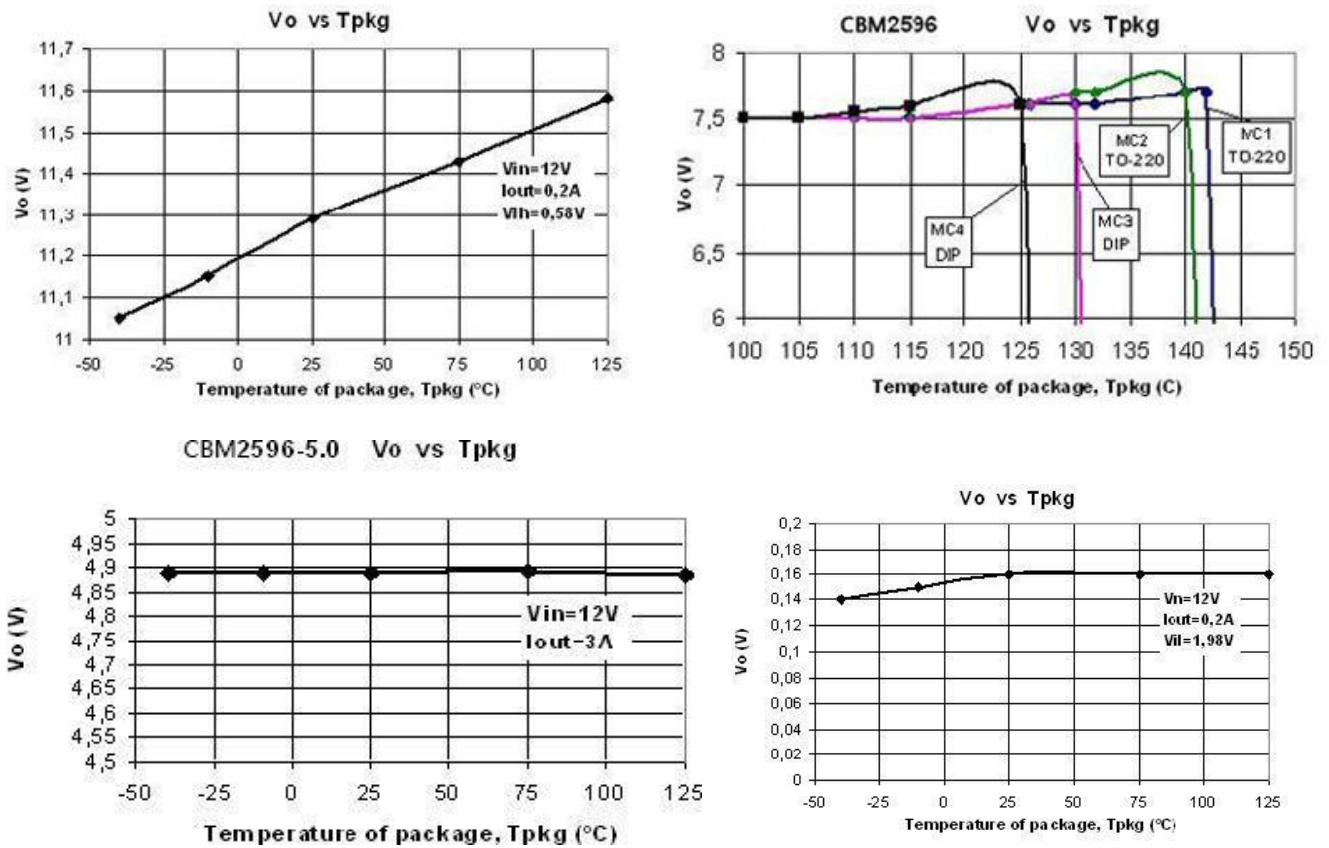 Vo vs Tpkg
11,7
11,6
11,5
11,4
11,3
11,2
11,1
11
Vo (V)
Vin=12V
Iout=0,2A
Vih=0,58V
-50 -25 0 25 50 75 100 125
Temperature of package, Tpkg (°C)
CBM2596 Vo vs Tpkg
8
7,5
7
6,5
6
Vo (V)
MC2
TO-220
MC1
TO-220
MC4
DIP
MC3
DIP
100 105 110 115 120 125 130 135 140 145 150
Temperature of package, Tpkg (C)
CBM2596-5.0 Vo vs Tpkg
5
4,95
4,9
4,85
4,8
4,75
4,7
4,65
4,6
4,55
4,5
Vo (V)
Vin=12V
Iout=3A
-50 -25 0 25 50 75 100 125
Temperature of package, Tpkg (°C)
Vo vs Tpkg
0,2
0,18
0,16
0,14
0,12
0,1
0,08
0,06
0,04
0,02
0
Vo (V)
Vn=12V
Iout=0,2A
Vil=1,98V
-50 -25 0 25 50 75 100 125
Temperature of package, Tpkg (°C)